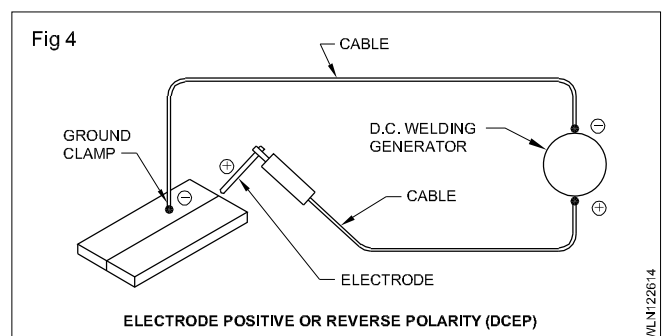 Fig 4
CABLE
GROUND
CLAMP
D.C. WELDING
GENERATOR
CABLE
ELECTRODE
ELECTRODE POSITIVE OR REVERSE POLARITY (DCEP)
WLN122614